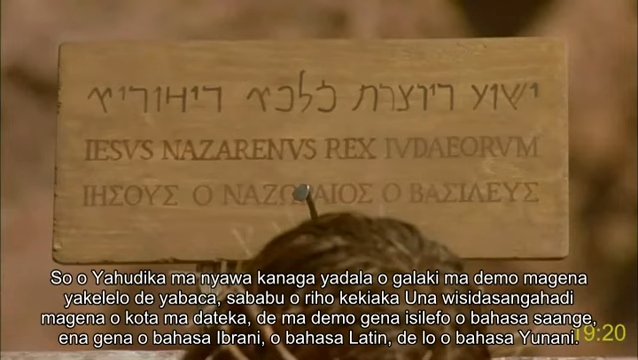 ישוע
IESVS NAZARENVS REX IVDAEORVM
ΙΗΣΟΥΣ Ο ΝΑΖΩΡΑΙΟΣ Ο ΒΑΣΙΛΕΥΣ
So o Yahudika ma nyawa kanaga yadala o galaki ma demo magena
yakelelo de yabaca, sababu o riho kekiaka Una wisidasangahadi
magena o kota ma dateka, de ma demo gena isilefo o bahasa saange,
ena gena o bahasa Ibrani, o bahasa Latin, de lo o bahasa Yunani.
19:20